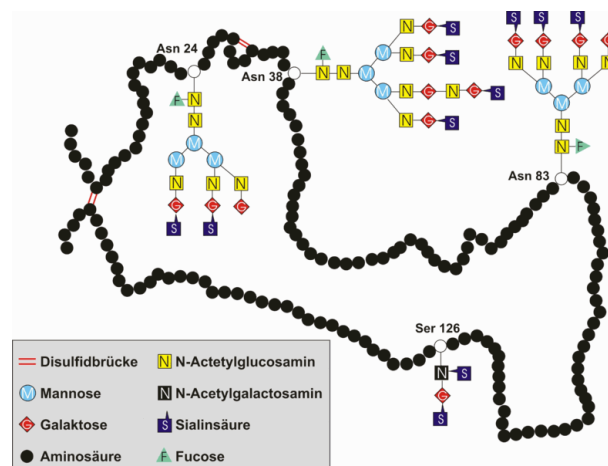 Asn 24
F N
N
M
M M
N N N
G G G
S S
Asn 38
F
N N M
M N G S
N G S
M N G N G S
N G S
S S S
G G G G
N N N N
M M
M
N
N F
Asn 83
Ser 126
N S
G
S
Disulfidbrücke
Mannose
Galaktose
Aminosäure
N-Actetylglucosamin
N-Acetylgalactosamin
Sialinsäure
Fucose
M
G
N
N
S
F